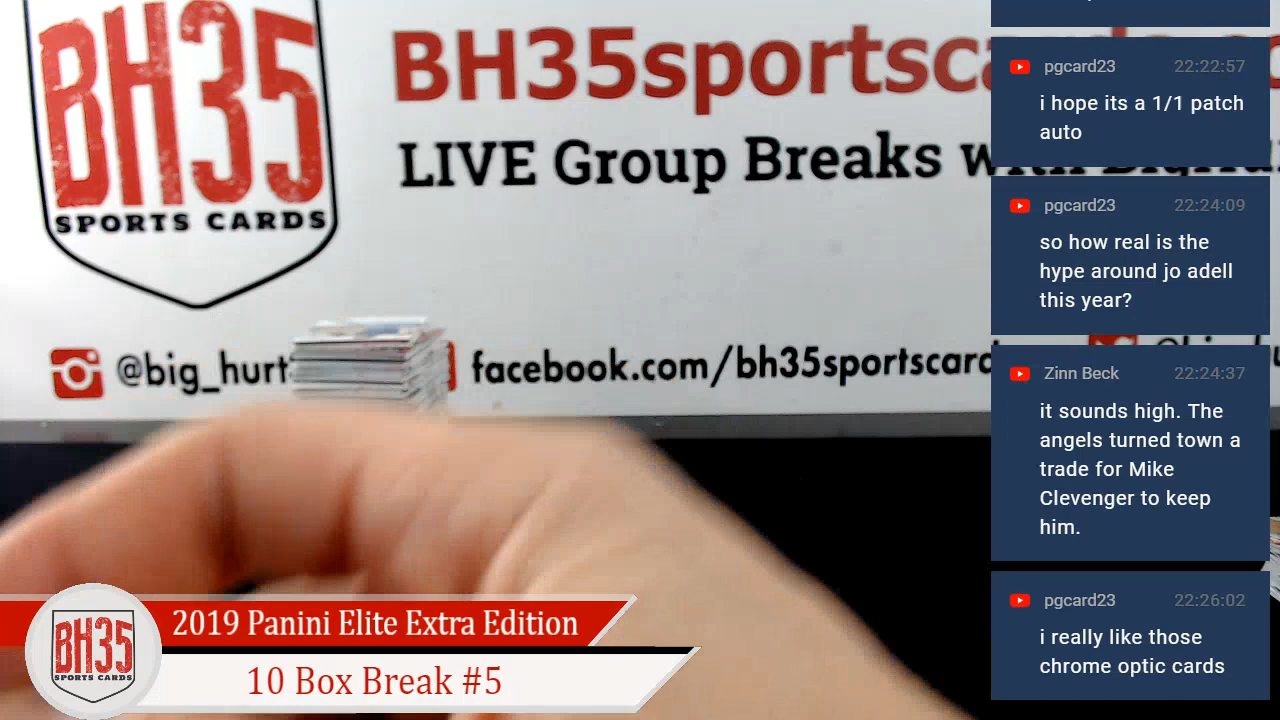 BH35
SPORTS CARDS
BH35sportscards
LIVE Group Breaks with
@big_hurt
facebook.com/bh35sportscard
pgcard23 22:22:57
i hope its a 1/1 patch
auto
pgcard23 22:24:09
so how real is the
hype around jo adell
this year?
Zinn Beck 22:24:37
it sounds high. The
angels turned town a
trade for Mike
Clevenger to keep
him.
pgcard23 22:26:02
i really like those
chrome optic cards
BH35
SPORTS CARDS
2019 Panini Elite Extra Edition
10 Box Break #5